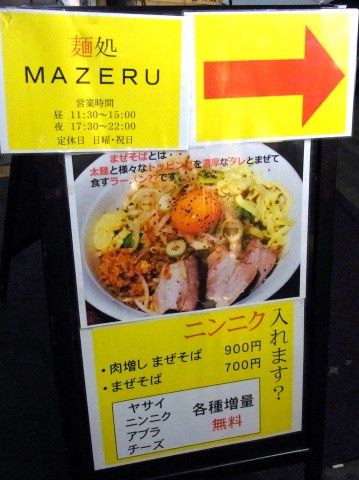 麺処
MAZERU
営業時間
昼 11:30～15:00
夜 17:30～22:00
定休日 日曜・祝日
まぜそばとは・・
太麺と様々なトッピングを濃厚なタレとまぜて
食すラーメン??です。
ニンニク入れます?
・肉増し まぜそば 900円
・まぜそば 700円
ヤサイ
ニンニク
アブラ
チーズ
各種増量
無料